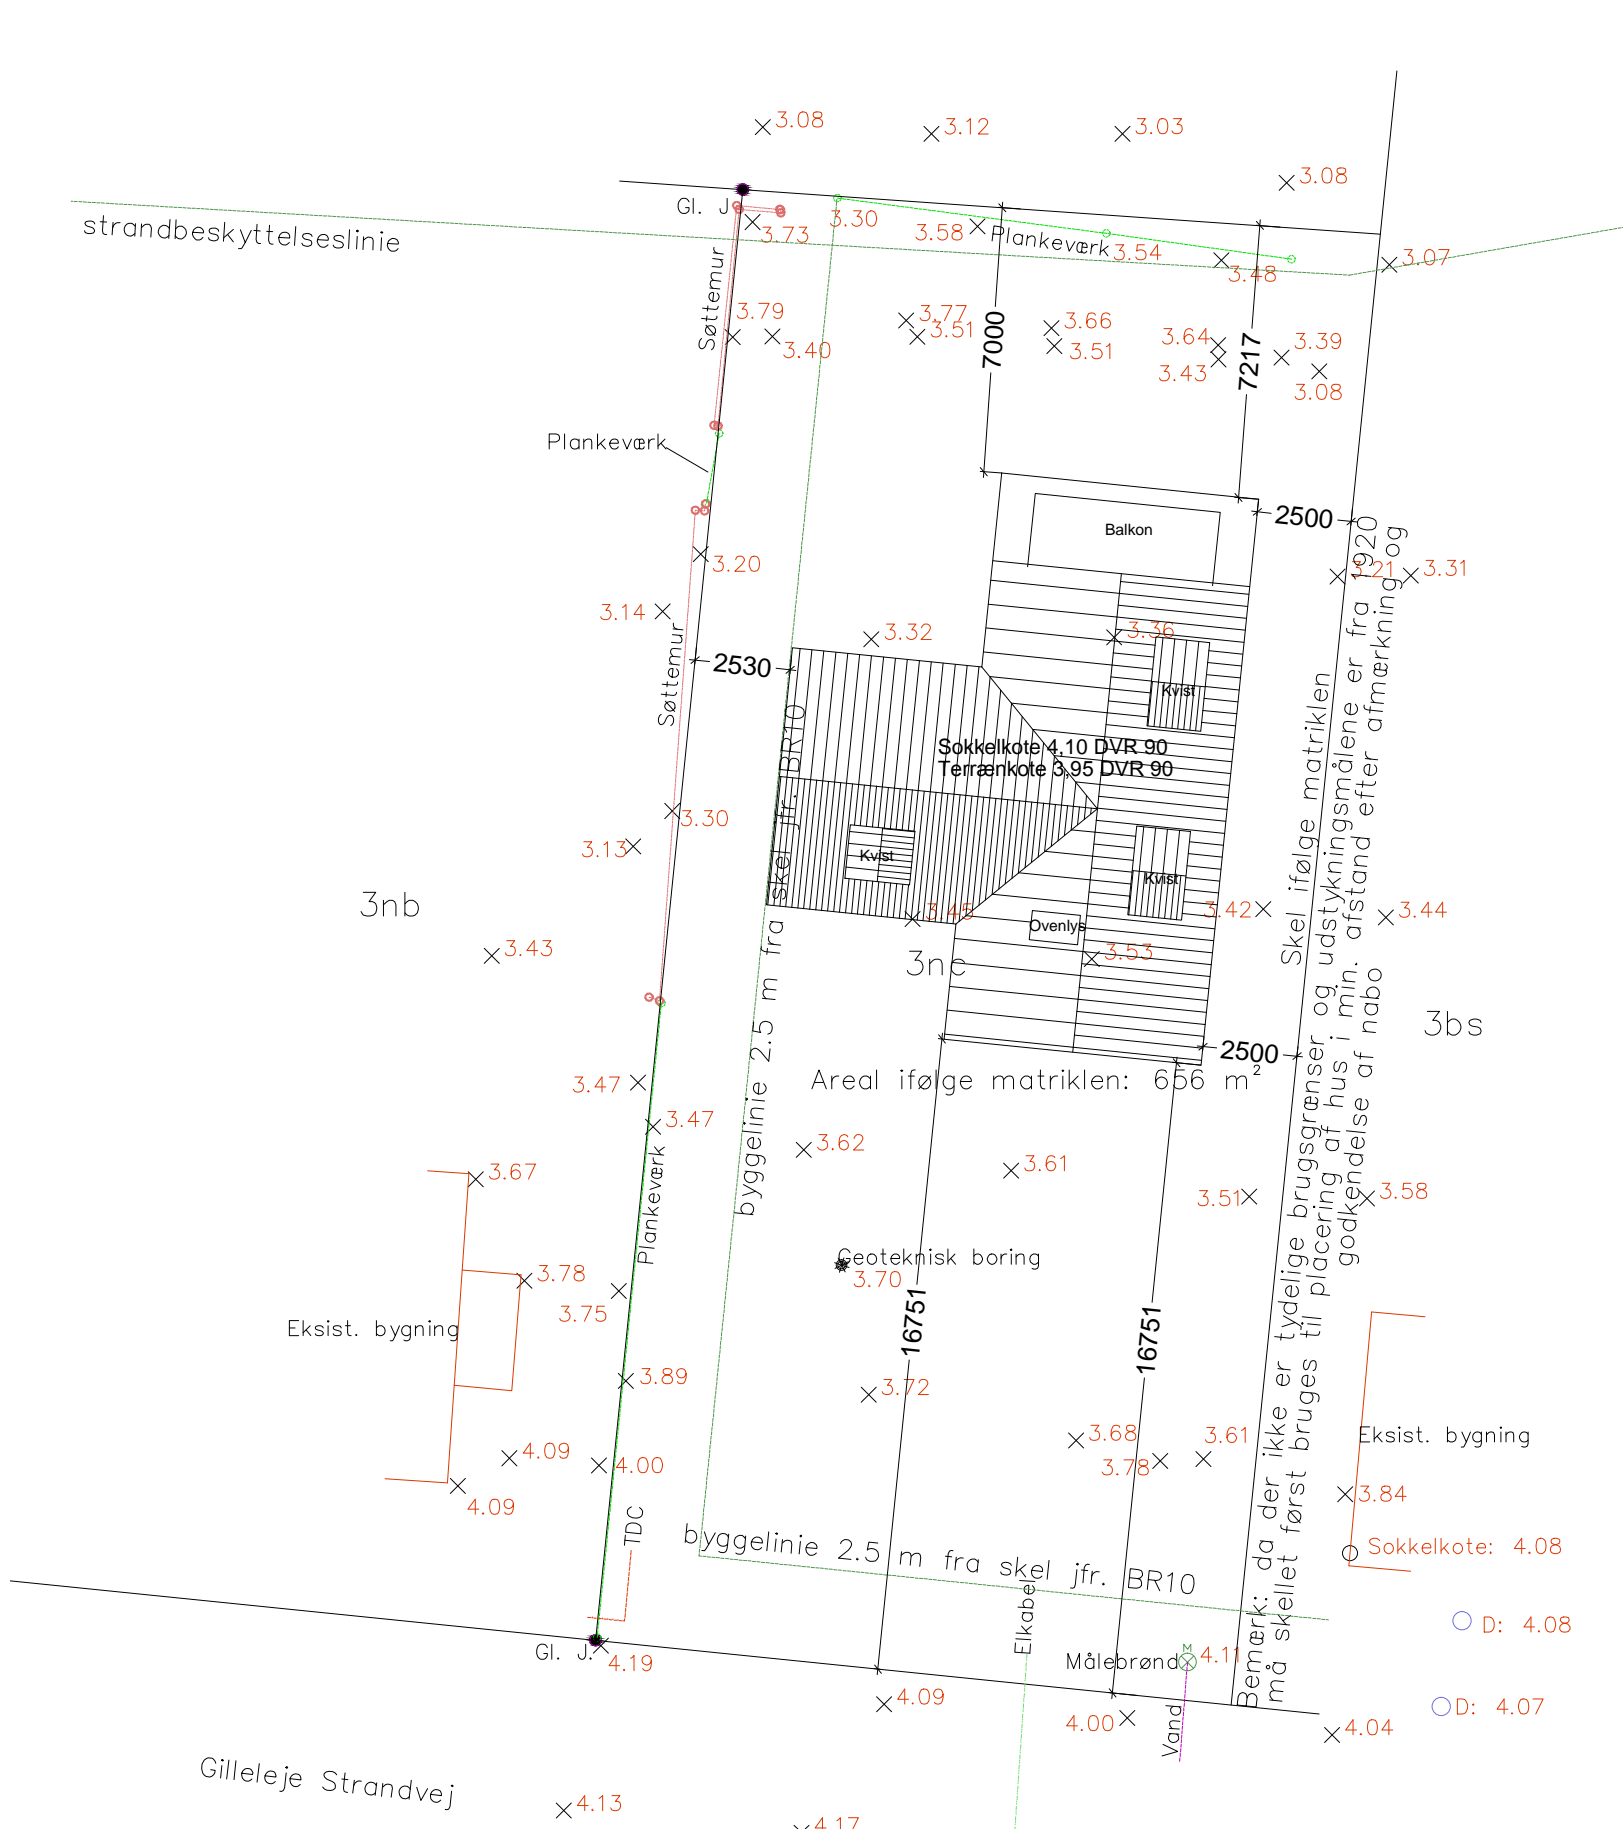 3.08
3.12
3.03
3.08
Gl. J.
3.73
3.30
3.58
Plankeværk
3.54
3.48
3.07
strandbeskyttelseslinie
Søttemur
3.79
3.40
3.77
3.51
7000
3.66
3.51
3.64
3.43
7217
3.39
3.08
Plankeværk
2500
Balkon
3.20
3.21
3.31
3.14
3.32
3.36
Søttemur
2530
Kvist
Sokkelkote 4,10 DVR 90
Terrænkote 3,95 DVR 90
3.30
3.13
Kvist
Kvist
3nb
3.45
3.42
3.44
Ovenlys
3.43
3.53
3nc
3bs
2500
Areal ifølge matriklen: 656 m²
3.47
3.47
3.62
3.61
3.67
Plankeværk
byggelinie 2.5 m fra skel jfr. BR10
3.51
3.58
Skel ifølge matriklen
Bemærk: da der ikke er tydelige brugsgrænser og udstykningsmålene er fra 1920
må skellet først bruges til placering af hus i min. afstand efter afmærkning og
godkendelse af nabo
Geoteknisk boring
3.70
3.78
3.75
16751
16751
Eksist. bygning
3.89
3.72
3.68
3.61
3.78
Eksist. bygning
4.09
4.00
4.09
3.84
TDC
byggelinie 2.5 m fra skel jfr. BR10
Sokkelkote: 4.08
Elkabel
D: 4.08
Gl. J.
4.19
Målebrønd
M
4.11
4.09
4.00
Vand
D: 4.07
4.04
Gilleleje Strandvej
4.13
4.17